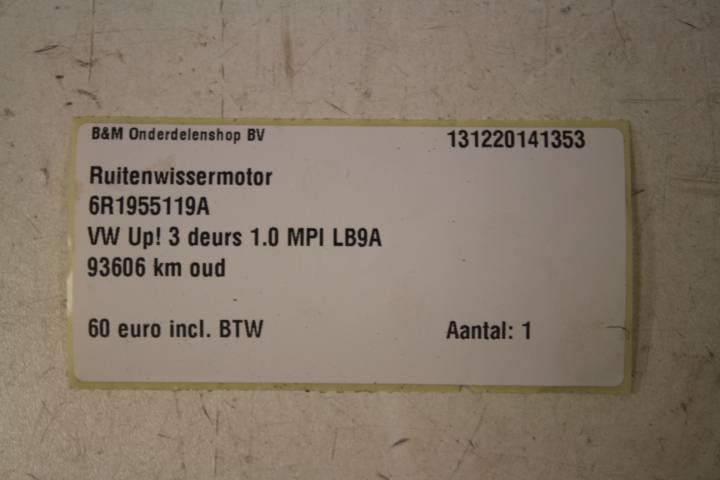 B&M Onderdelenshop BV 131220141353
Ruitenwissermotor
6R1955119A
VW Up! 3 deurs 1.0 MPI LB9A
93606 km oud
60 euro incl. BTW Aantal: 1